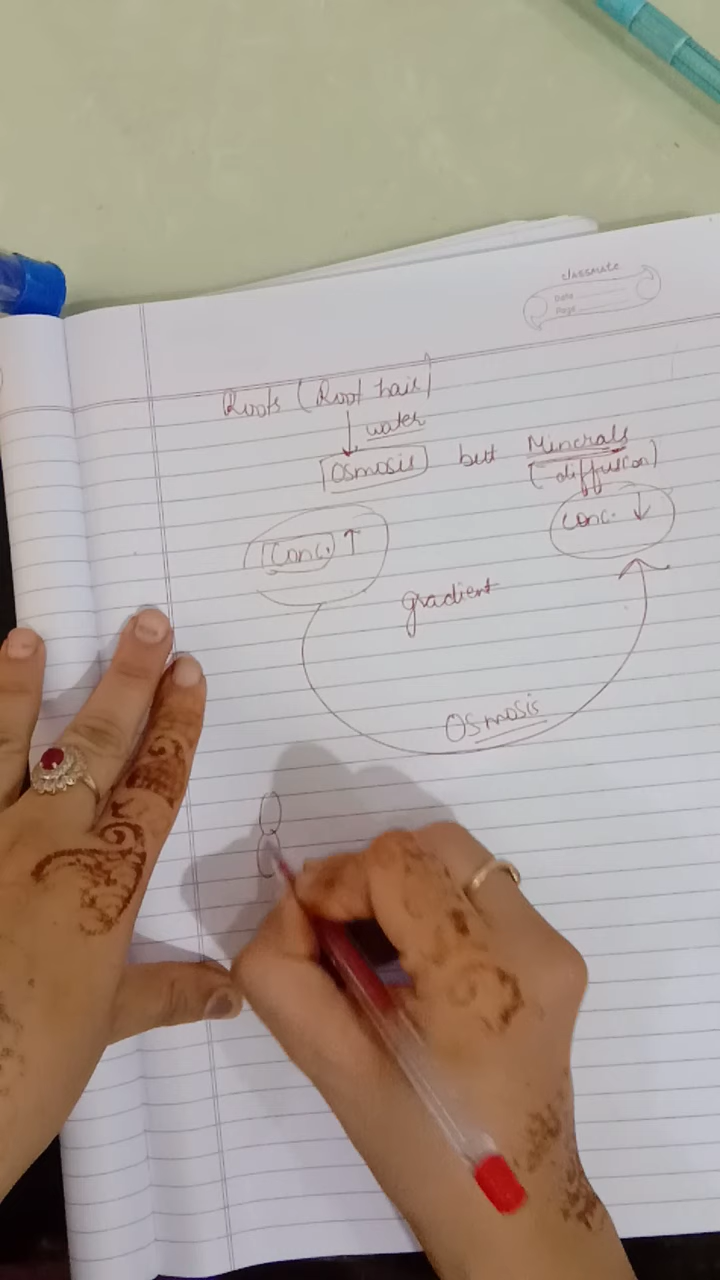 classmate
Date
Page
Roots (Root hair)
↓ water
Osmosis but Minerals
(diffusion)
Conc. ↑ conc. ↓
gradient
Osmosis